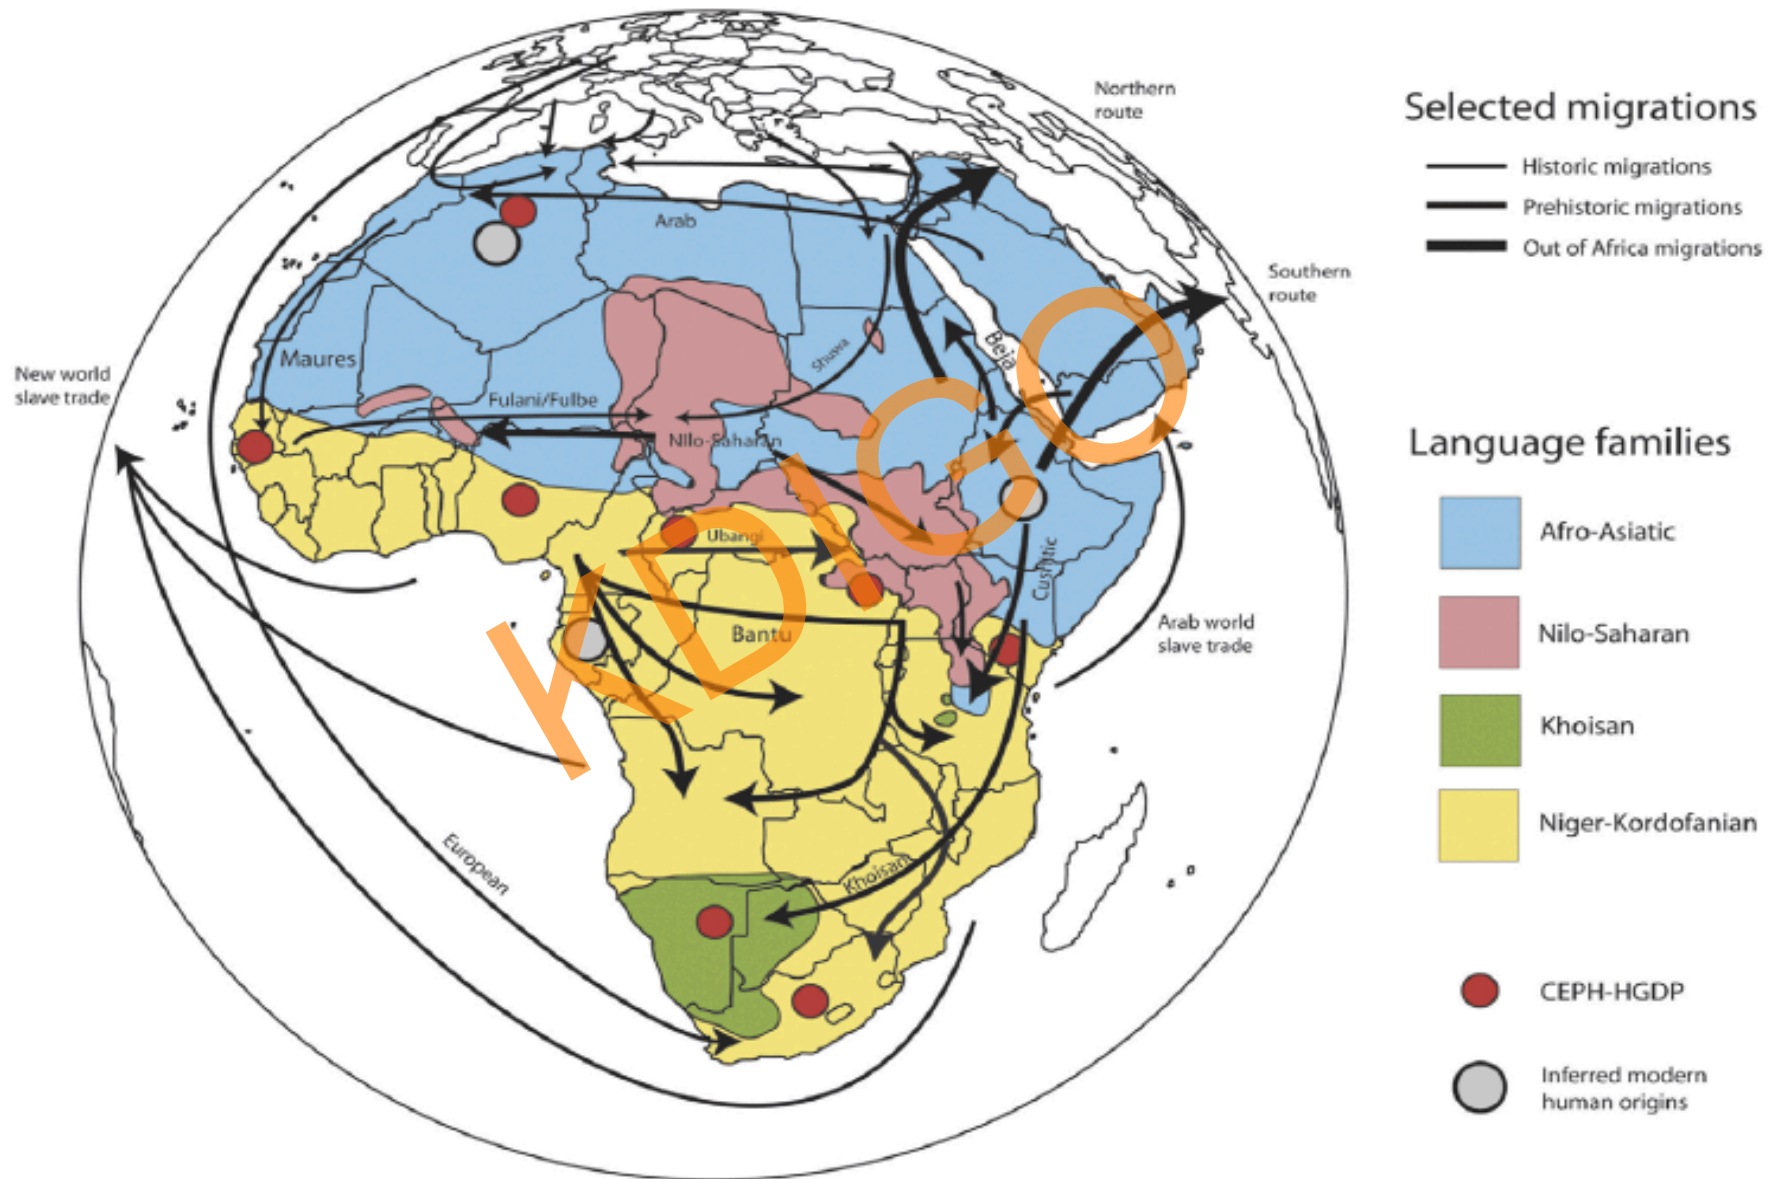 Northern
route
Selected migrations
Historic migrations
Prehistoric migrations
Out of Africa migrations
Arab
Southern
route
Maures
Shuwa
Beja
New world
slave trade
Fulani/Fulbe
NIlo-Saharan
Language families
Afro-Asiatic
Ubangi
Cushitic
Bantu
Arab world
slave trade
Nilo-Saharan
Khoisan
Niger-Kordofanian
European
Khoisan
CEPH-HGDP
Inferred modern
human origins
KDIGO